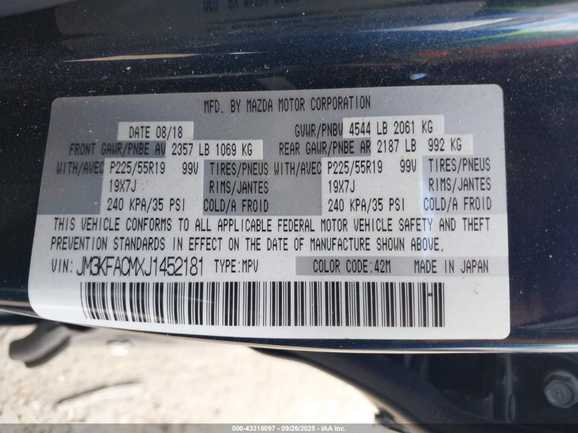 MFD. BY MAZDA MOTOR CORPORATION
DATE 08/18 GVWR/PNBV 4544 LB 2061 KG
FRONT GAWR/PNBE AV 2357 LB 1069 KG REAR GAWR/PNBE AR 2187 LB 992 KG
WITH/AVEC P225/55R19 99V TIRES/PNEUS WITH/AVEC P225/55R19 99V TIRES/PNEUS
19X7J RIMS/JANTES 19X7J RIMS/JANTES
240 KPA/35 PSI COLD/A FROID 240 KPA/35 PSI COLD/A FROID
THIS VEHICLE CONFORMS TO ALL APPLICABLE FEDERAL MOTOR VEHICLE SAFETY AND THEFT
PREVENTION STANDARDS IN EFFECT ON THE DATE OF MANUFACTURE SHOWN ABOVE.
VIN: JM3KFACMXJ1452181 TYPE:MPV COLOR CODE:42M MADE IN JAPAN
000-43318097 - 09/26/2025 - IAA Inc.